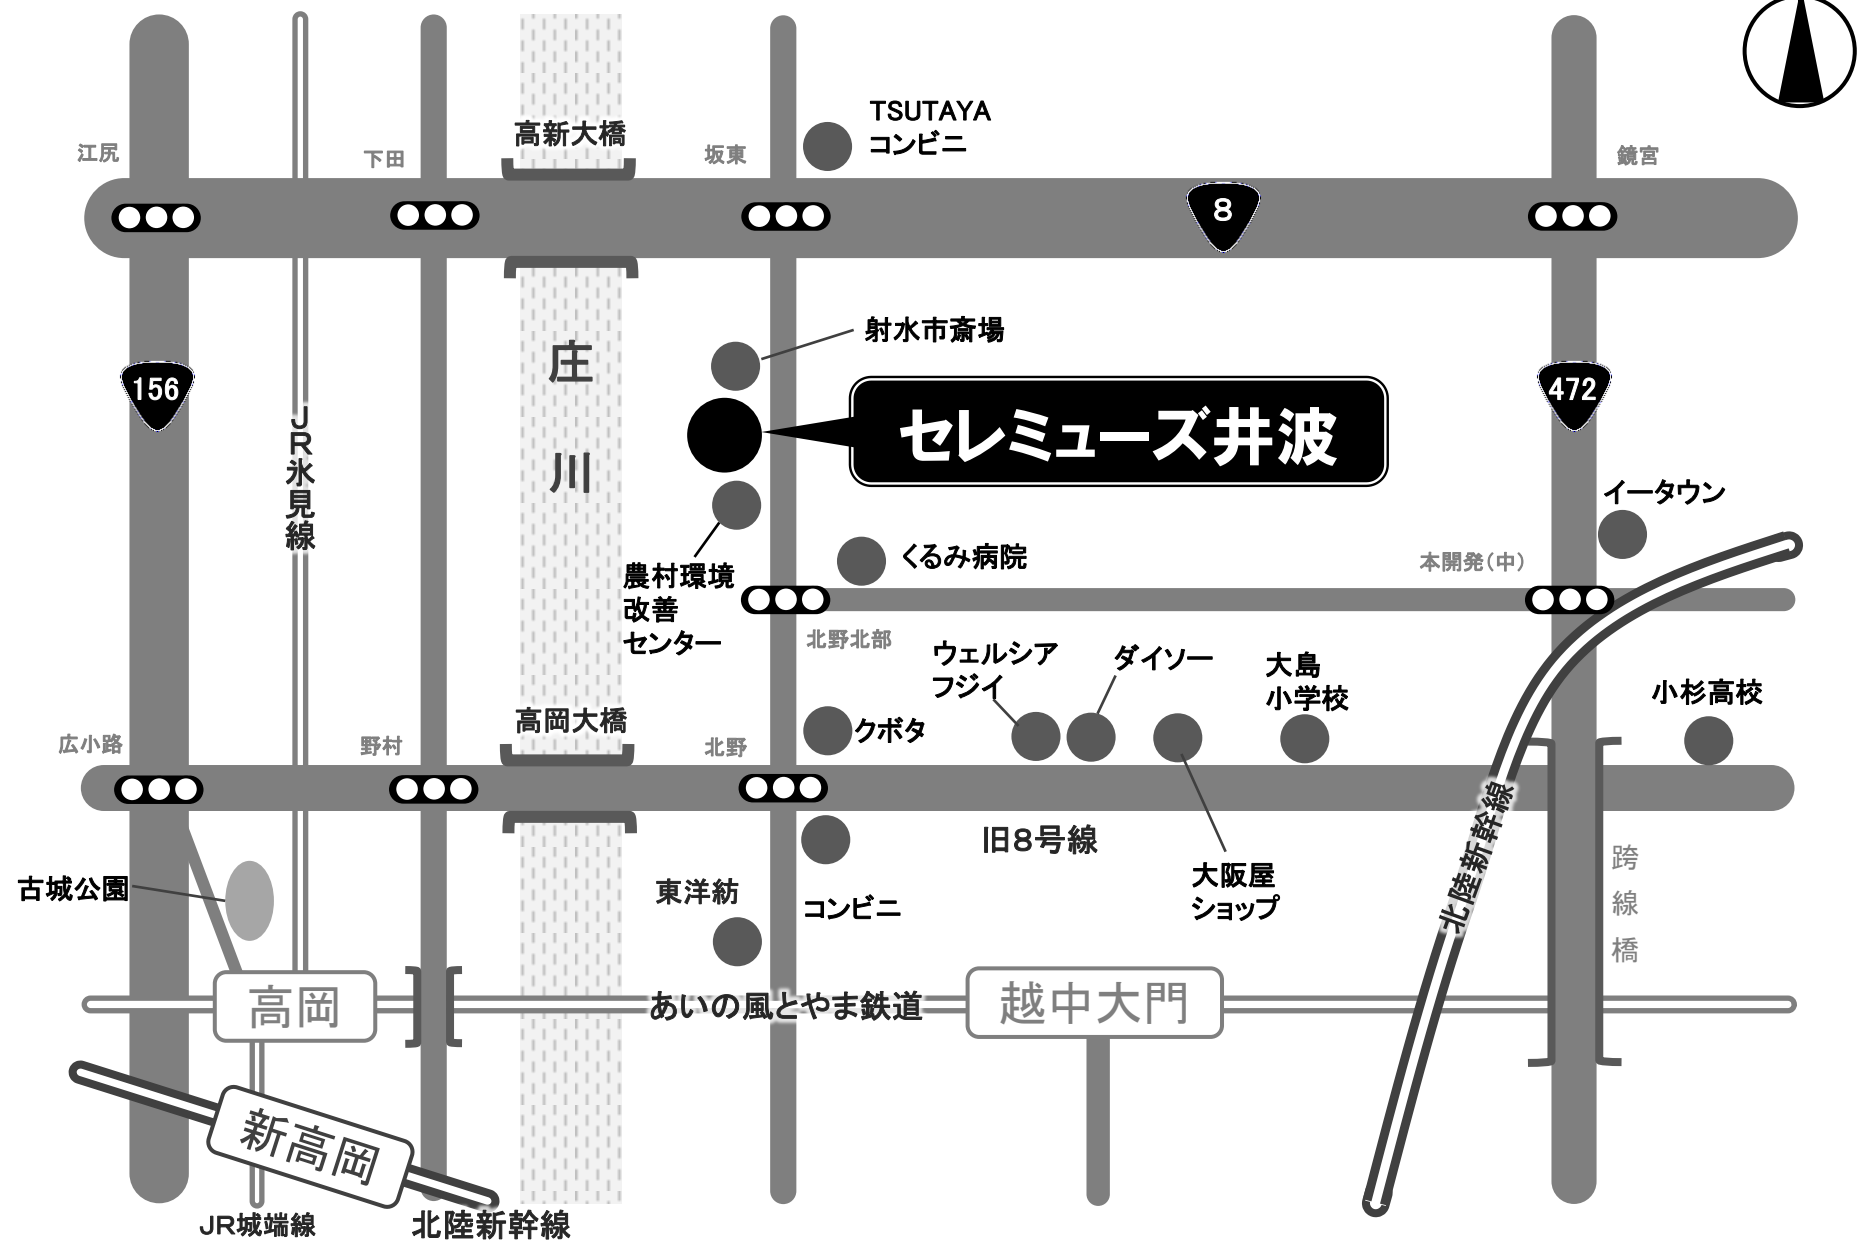 TSUTAYA
コンビニ
高新大橋
江尻
下田
坂東
鏡宮
8
射水市斎場
庄
川
156
472
セレミューズ井波
JR氷見線
イータウン
くるみ病院
本開発(中)
農村環境
改善
センター
北野北部
ウェルシア
フジイ
ダイソー
大島
小学校
小杉高校
高岡大橋
クボタ
広小路
野村
北野
旧8号線
北陸新幹線
跨
線
橋
古城公園
東洋紡
コンビニ
大阪屋
ショップ
高岡
あいの風とやま鉄道
越中大門
新高岡
JR城端線
北陸新幹線